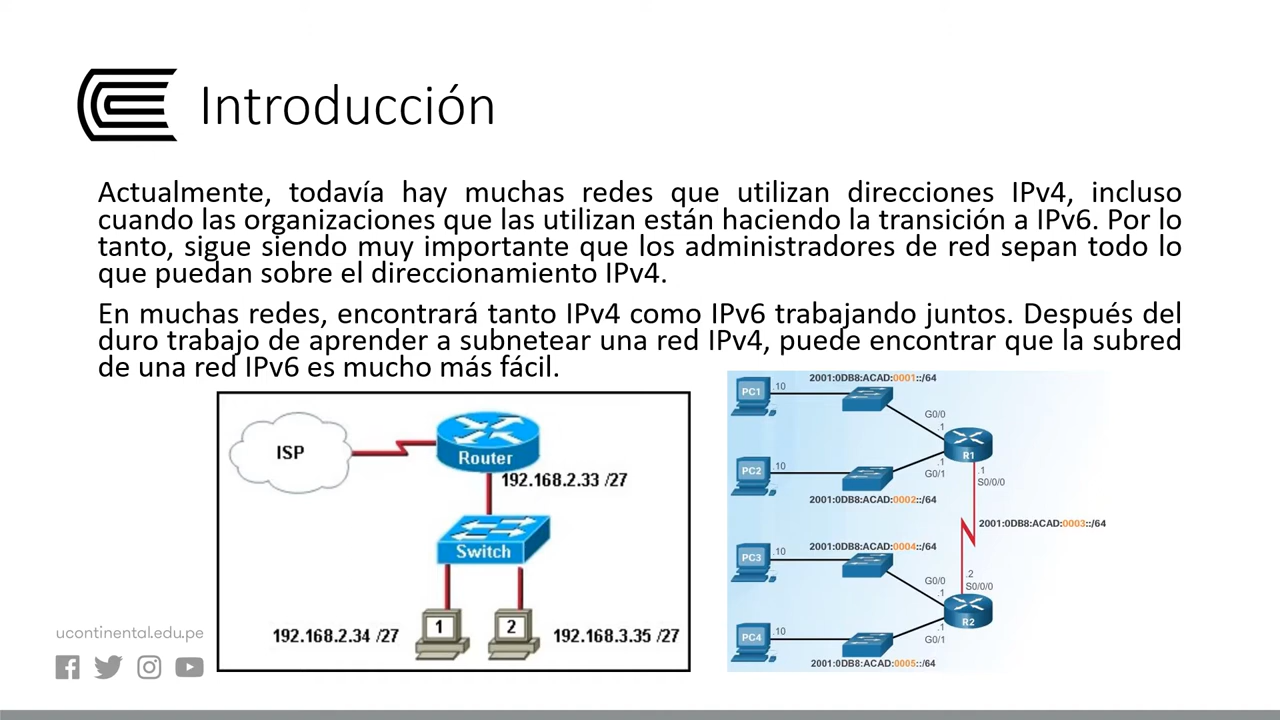 Introducción
Actualmente, todavía hay muchas redes que utilizan direcciones IPv4, incluso
cuando las organizaciones que las utilizan están haciendo la transición a IPv6. Por lo
tanto, sigue siendo muy importante que los administradores de red sepan todo lo
que puedan sobre el direccionamiento IPv4.
En muchas redes, encontrará tanto IPv4 como IPv6 trabajando juntos. Después del
duro trabajo de aprender a subnetear una red IPv4, puede encontrar que la subred
de una red IPv6 es mucho más fácil.
ISP
Router
192.168.2.33 /27
Switch
1
2
192.168.2.34 /27
192.168.3.35 /27
PC1
.10
2001:0DB8:ACAD:0001::/64
G0/0
.1
R1
PC2
.10
.1
G0/1
2001:0DB8:ACAD:0002::/64
.1
S0/0/0
2001:0DB8:ACAD:0003::/64
PC3
.10
2001:0DB8:ACAD:0004::/64
.2
S0/0/0
G0/0
.1
R2
PC4
.10
.1
G0/1
2001:0DB8:ACAD:0005::/64
ucontinental.edu.pe